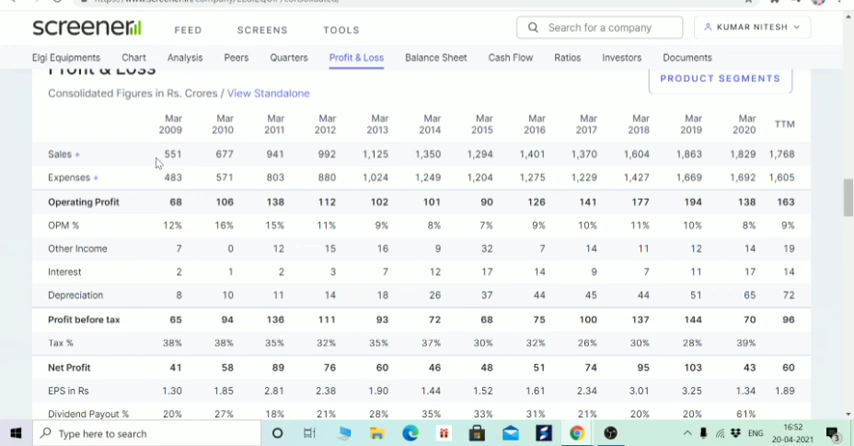 screener
FEED SCREENS TOOLS
Search for a company
KUMAR NITESH
Elgi Equipments Chart Analysis Peers Quarters Profit & Loss Balance Sheet Cash Flow Ratios Investors Documents
Profit & Loss
PRODUCT SEGMENTS
Consolidated Figures in Rs. Crores / View Standalone
Mar 2009 Mar 2010 Mar 2011 Mar 2012 Mar 2013 Mar 2014 Mar 2015 Mar 2016 Mar 2017 Mar 2018 Mar 2019 Mar 2020 TTM
Sales + 551 677 941 992 1,125 1,350 1,294 1,401 1,370 1,604 1,863 1,829 1,768
Expenses + 483 571 803 880 1,024 1,249 1,204 1,275 1,229 1,427 1,669 1,692 1,605
Operating Profit 68 106 138 112 102 101 90 126 141 177 194 138 163
OPM % 12% 16% 15% 11% 9% 8% 7% 9% 10% 11% 10% 8% 9%
Other Income 7 0 12 15 16 9 32 7 14 11 12 14 19
Interest 2 1 2 3 7 12 17 14 9 7 11 17 14
Depreciation 8 10 11 14 18 26 37 44 45 44 51 65 72
Profit before tax 65 94 136 111 93 72 68 75 100 137 144 70 96
Tax % 38% 38% 35% 32% 35% 37% 30% 32% 26% 30% 28% 39%
Net Profit 41 58 89 76 60 46 48 51 74 95 103 43 60
EPS in Rs 1.30 1.85 2.81 2.38 1.90 1.44 1.52 1.61 2.34 3.01 3.25 1.34 1.89
Dividend Payout % 20% 27% 18% 21% 28% 35% 33% 31% 21% 20% 20% 61%
Type here to search
ENG
16:52
20-04-2021